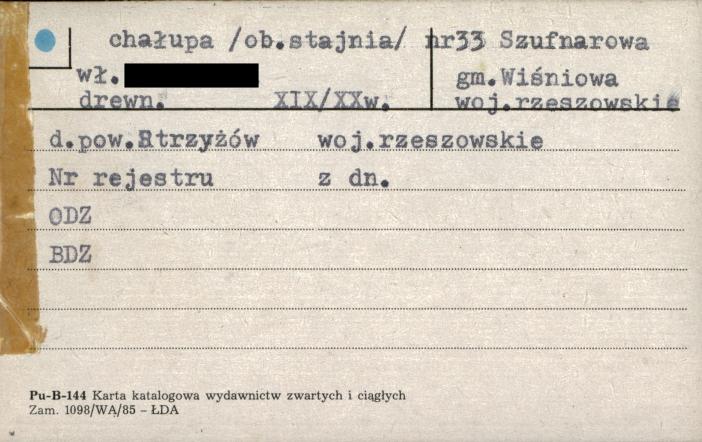 chałupa /ob.stajnia/ nr33 Szufnarowa
wł. gm.Wiśniowa
drewn. XIX/XXw. woj.rzeszowskie
d.pow.Strzyżów woj.rzeszowskie
Nr rejestru z dn.
ODZ
BDZ
Pu-B-144 Karta katalogowa wydawnictw zwartych i ciągłych
Zam. 1098/WA/85 – ŁDA